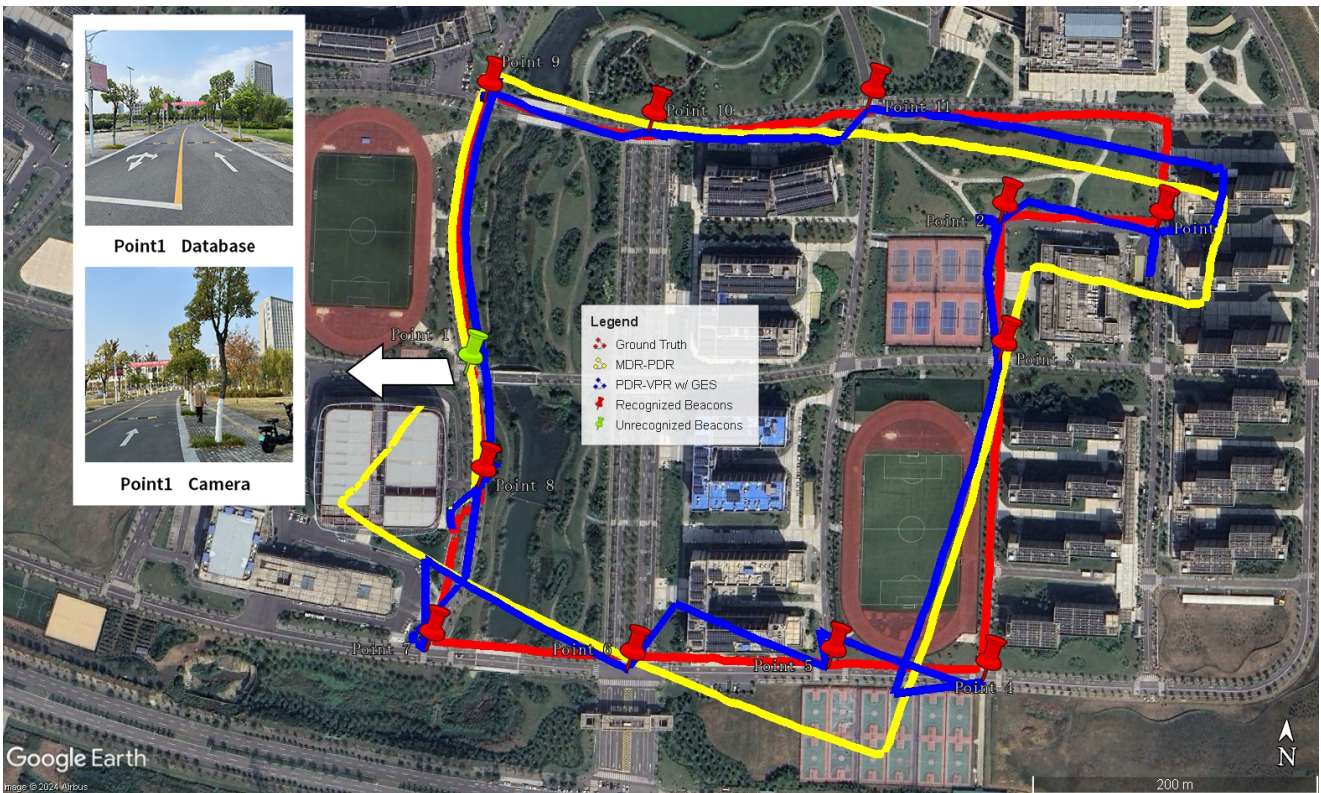 Point1 Database
Point1 Camera
Point 9
Point 10
Point 11
Point 2
Point 1
Point 3
Point 1
Legend
Ground Truth
MDR-PDR
PDR-VPR w/ GES
Recognized Beacons
Unrecognized Beacons
Point 8
Point 7
Point 6
Point 5
Point 4
Google Earth
Image © 2024 Airbus
200 m
N